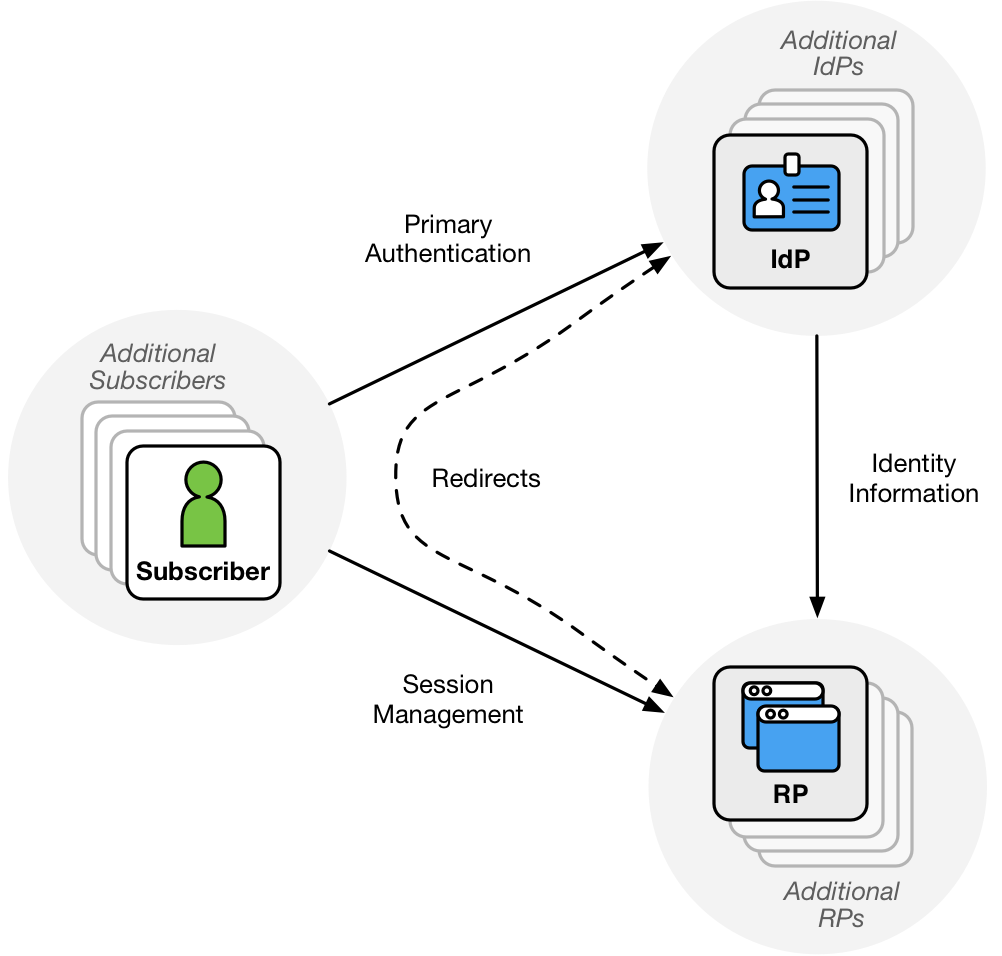 Additional
IdPs
IdP
Primary
Authentication
Additional
Subscribers
Subscriber
Redirects
Identity
Information
Session
Management
RP
Additional
RPs